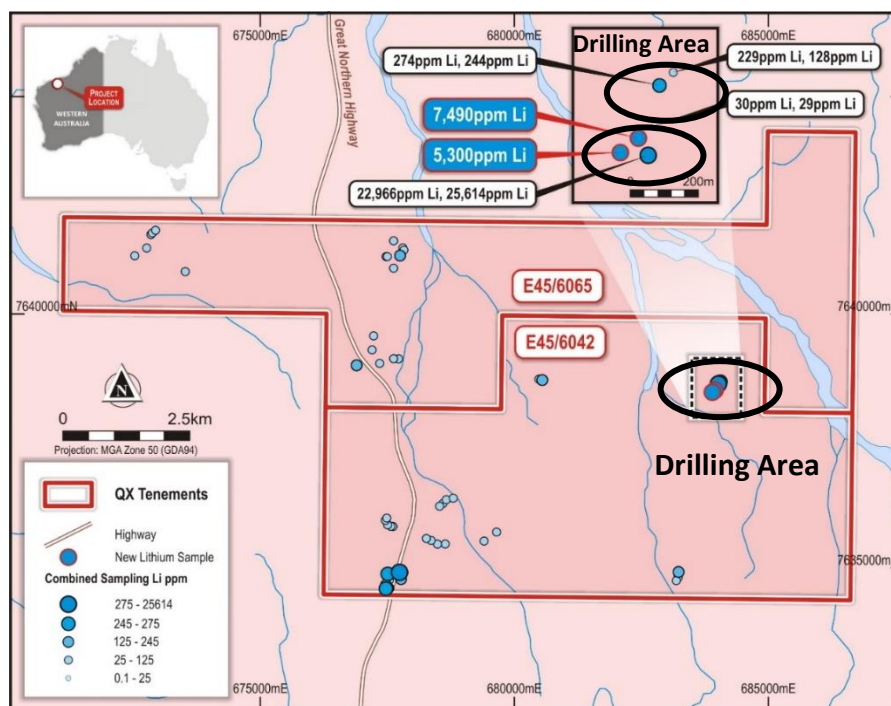 675000mE
680000mE
685000mE
PROJECT
LOCATION
WESTERN
AUSTRALIA
Great Northern Highway
Drilling Area
274ppm Li, 244ppm Li
229ppm Li, 128ppm Li
7,490ppm Li
30ppm Li, 29ppm Li
5,300ppm Li
22,966ppm Li, 25,614ppm Li
0 200m
7640000mN
E45/6065
7640000m
E45/6042
N
0 2.5km
Projection: MGA Zone 50 (GDA94)
Drilling Area
QX Tenements
Highway
New Lithium Sample
Combined Sampling Li ppm
275 - 25614
245 - 275
125 - 245
25 - 125
0.1 - 25
7635000m
675000mE
680000mE
685000mE